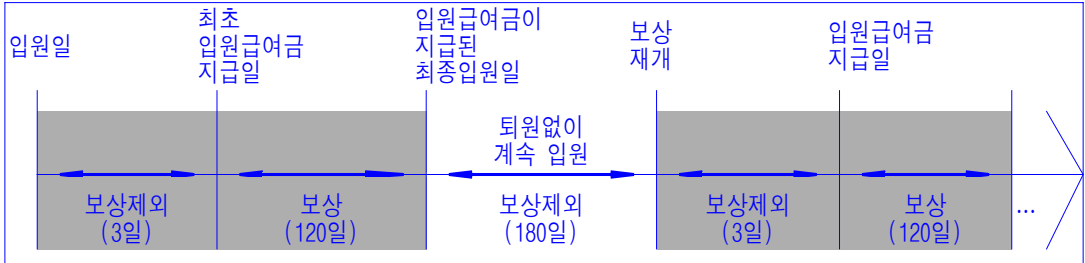 입원일
최초
입원급여금
지급일
입원급여금이
지급된
최종입원일
보상
재개
입원급여금
지급일
퇴원없이
계속 입원
보상제외
(3일)
보상
(120일)
보상제외
(180일)
보상제외
(3일)
보상
(120일)
...